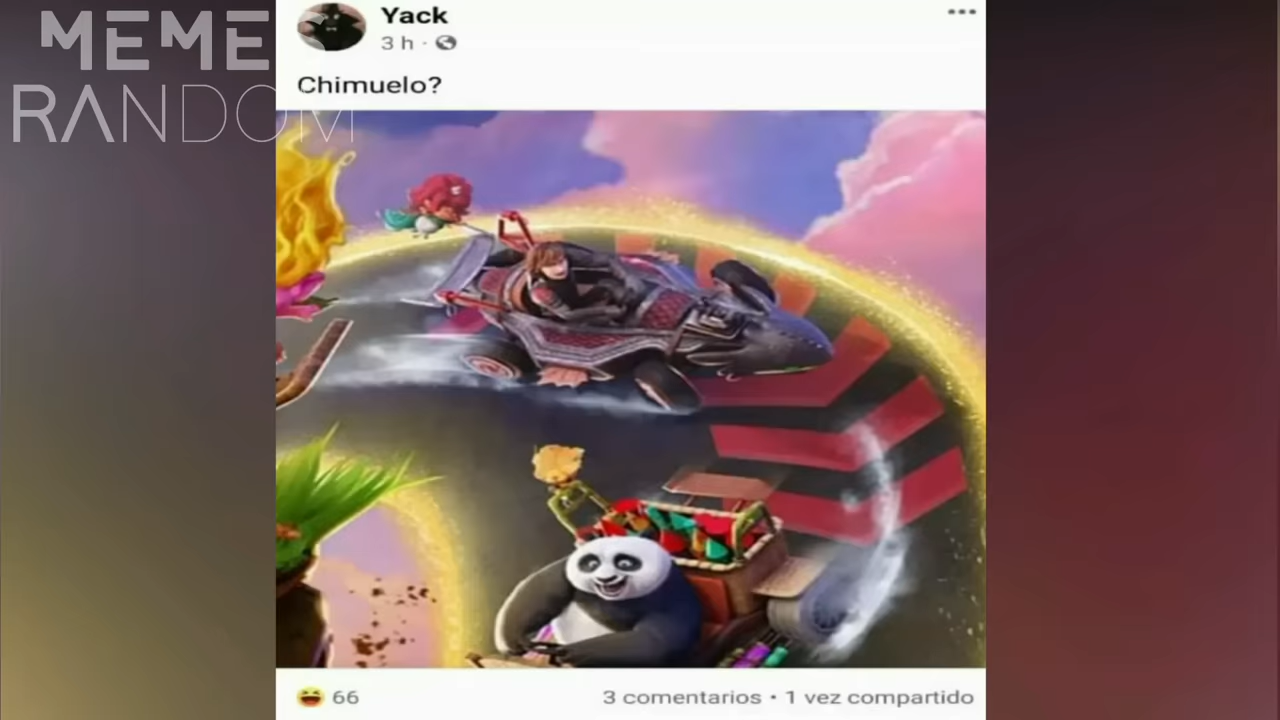 MEME
RANDOM
Yack
3 h ·
Chimuelo?
66
3 comentarios · 1 vez compartido